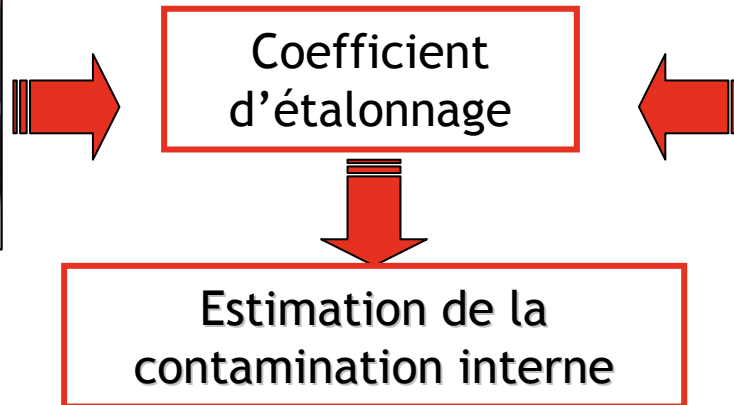 Coefficient
d’étalonnage
Estimation de la
contamination interne